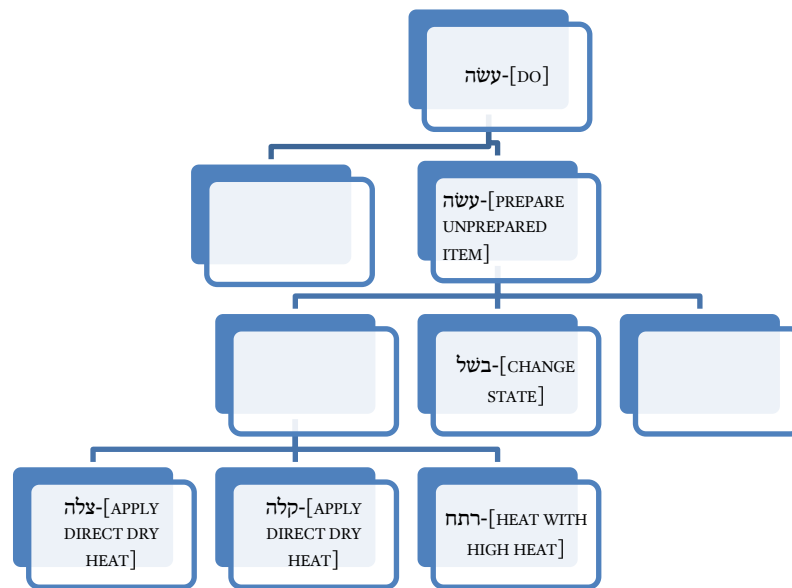 עשׂה-[DO]
עשׂה-[PREPARE
UNPREPARED
ITEM]
בשׁל-[CHANGE
STATE]
צלה-[APPLY
DIRECT DRY
HEAT]
קלה-[APPLY
DIRECT DRY
HEAT]
רתח-[HEAT WITH
HIGH HEAT]